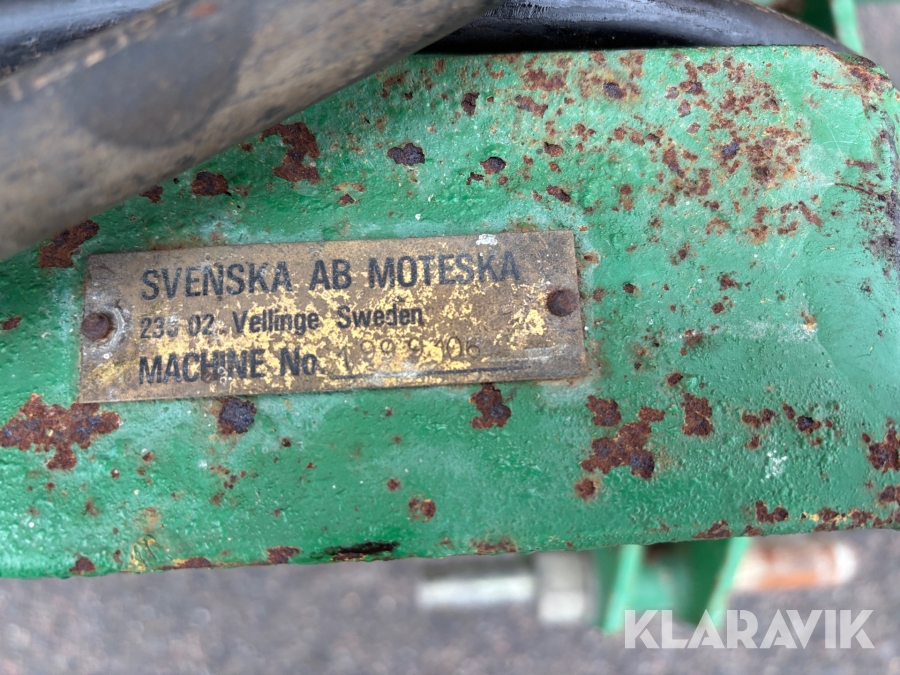 SVENSKA AB MOTESKA
235 02 Vellinge Sweden
MACHINE No.
KLARAVIK